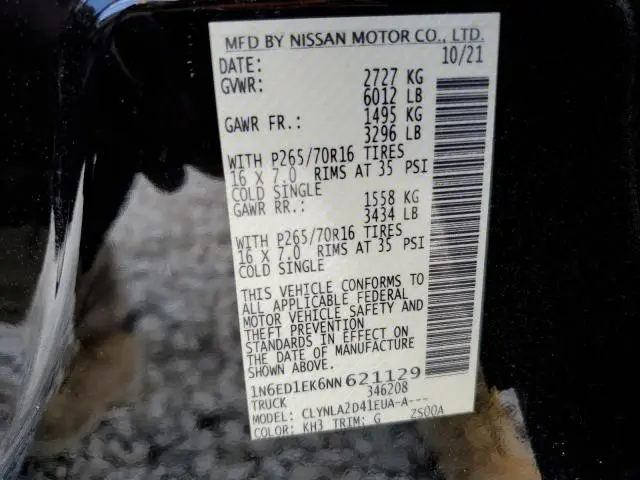 MFD BY NISSAN MOTOR CO., LTD.
DATE: 10/21
GVWR: 2727 KG
6012 LB
GAWR FR.: 1495 KG
3296 LB
WITH P265/70R16 TIRES
16 X 7.0 RIMS AT 35 PSI
COLD SINGLE
GAWR RR.: 1558 KG
3434 LB
WITH P265/70R16 TIRES
16 X 7.0 RIMS AT 35 PSI
COLD SINGLE
THIS VEHICLE CONFORMS TO
ALL APPLICABLE FEDERAL
MOTOR VEHICLE SAFETY AND
THEFT PREVENTION
STANDARDS IN EFFECT ON
THE DATE OF MANUFACTURE
SHOWN ABOVE.
1N6ED1EK6NN621129
TRUCK 346208
MODEL: CLYNLA2D41EUA-A---
COLOR: KH3 TRIM: G 2S00A